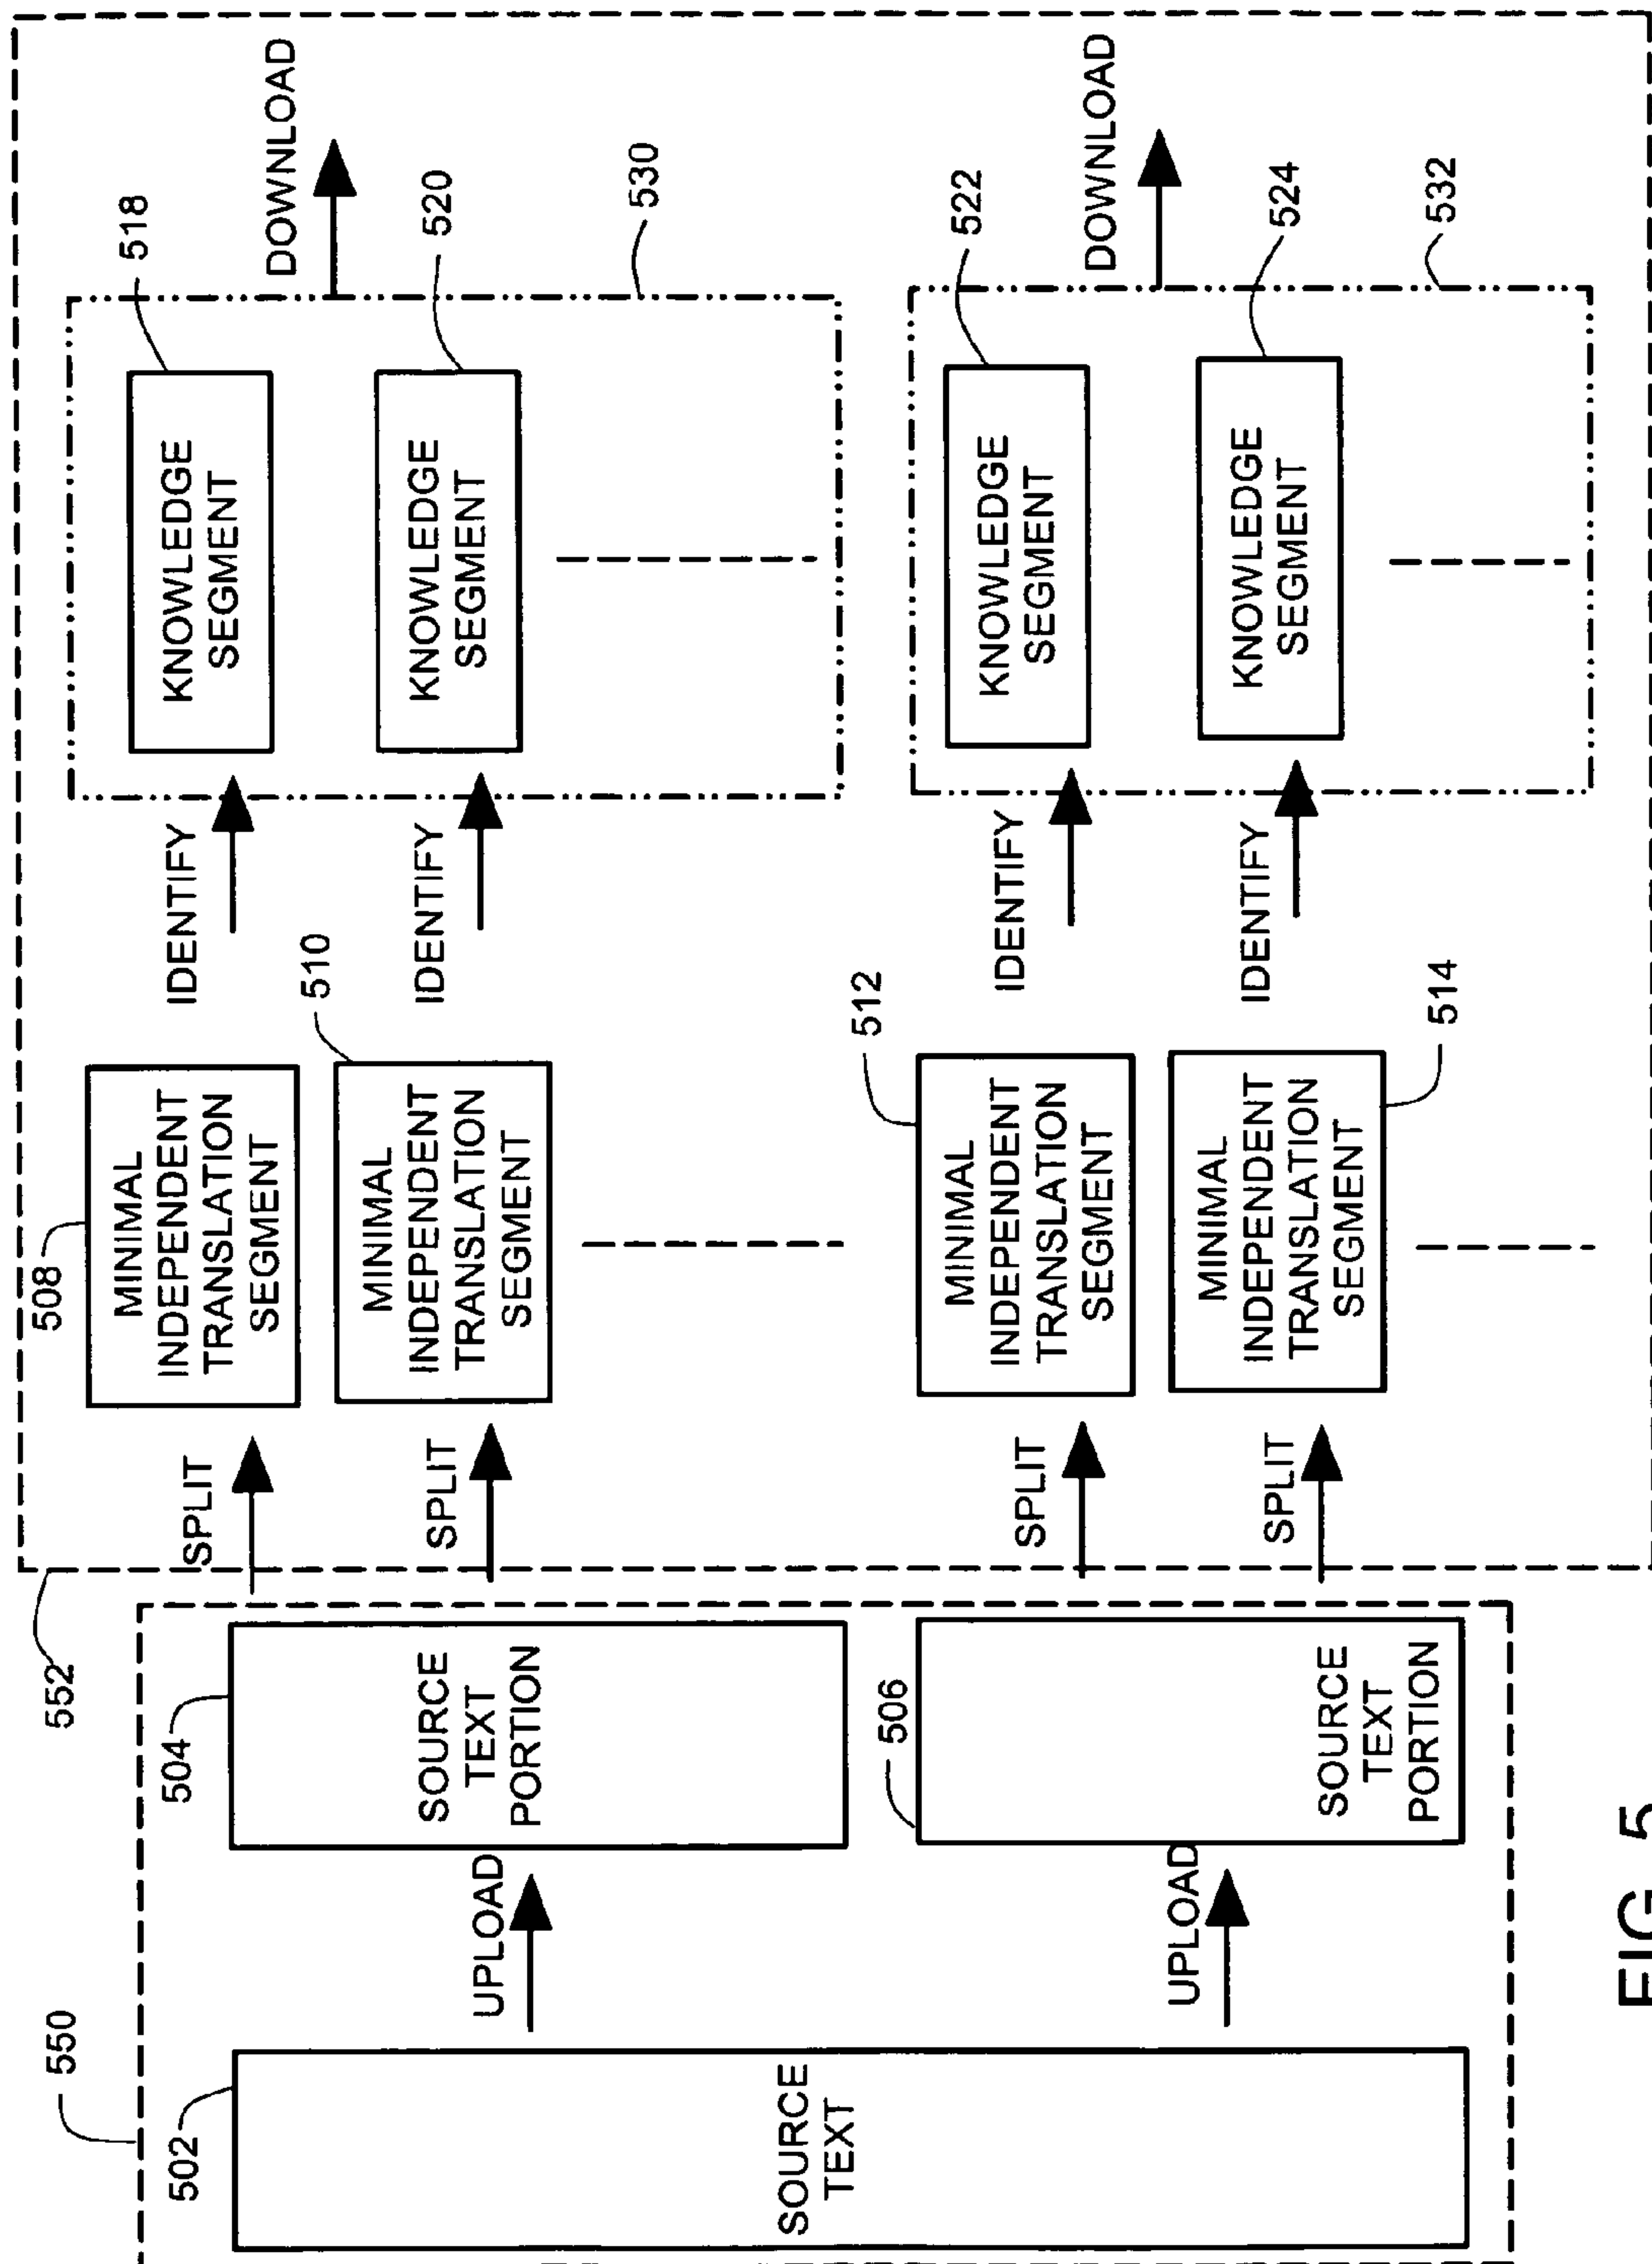 550
502
SOURCE
TEXT
UPLOAD
UPLOAD
504
SOURCE
TEXT
PORTION
506
SOURCE
TEXT
PORTION
552
SPLIT
SPLIT
SPLIT
SPLIT
508
MINIMAL
INDEPENDENT
TRANSLATION
SEGMENT
510
MINIMAL
INDEPENDENT
TRANSLATION
SEGMENT
512
MINIMAL
INDEPENDENT
TRANSLATION
SEGMENT
514
MINIMAL
INDEPENDENT
TRANSLATION
SEGMENT
IDENTIFY
IDENTIFY
IDENTIFY
IDENTIFY
518
KNOWLEDGE
SEGMENT
520
KNOWLEDGE
SEGMENT
530
DOWNLOAD
522
KNOWLEDGE
SEGMENT
524
KNOWLEDGE
SEGMENT
532
DOWNLOAD
FIG. 5